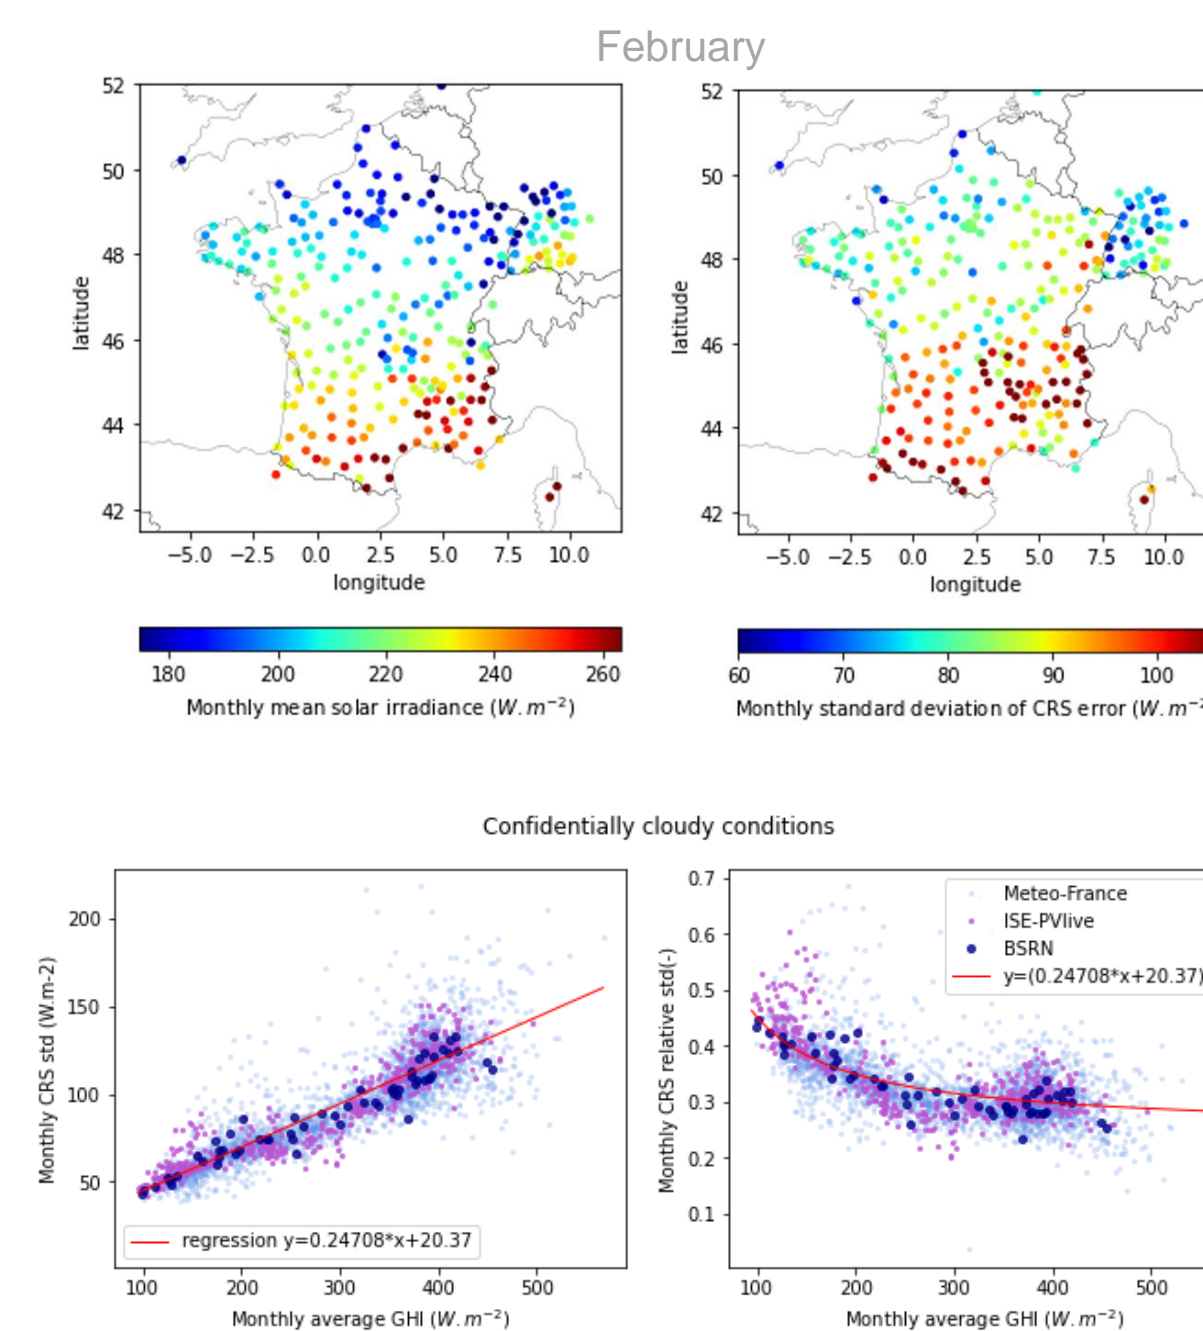 February
52
50
48
46
44
42
latitude
−5.0 −2.5 0.0 2.5 5.0 7.5 10.0
longitude
180 200 220 240 260
Monthly mean solar irradiance (W.m⁻²)
52
50
48
46
44
42
latitude
−5.0 −2.5 0.0 2.5 5.0 7.5 10.0
longitude
60 70 80 90 100
Monthly standard deviation of CRS error (W.m⁻²
Confidentially cloudy conditions
200
150
100
50
Monthly CRS std (W.m-2)
regression y=0.24708*x+20.37
100 200 300 400 500
Monthly average GHI (W.m⁻²)
0.7
0.6
0.5
0.4
0.3
0.2
0.1
Monthly CRS relative std(-)
Meteo-France
ISE-PVlive
BSRN
y=(0.24708*x+20.37)
100 200 300 400 500
Monthly average GHI (W.m⁻²)